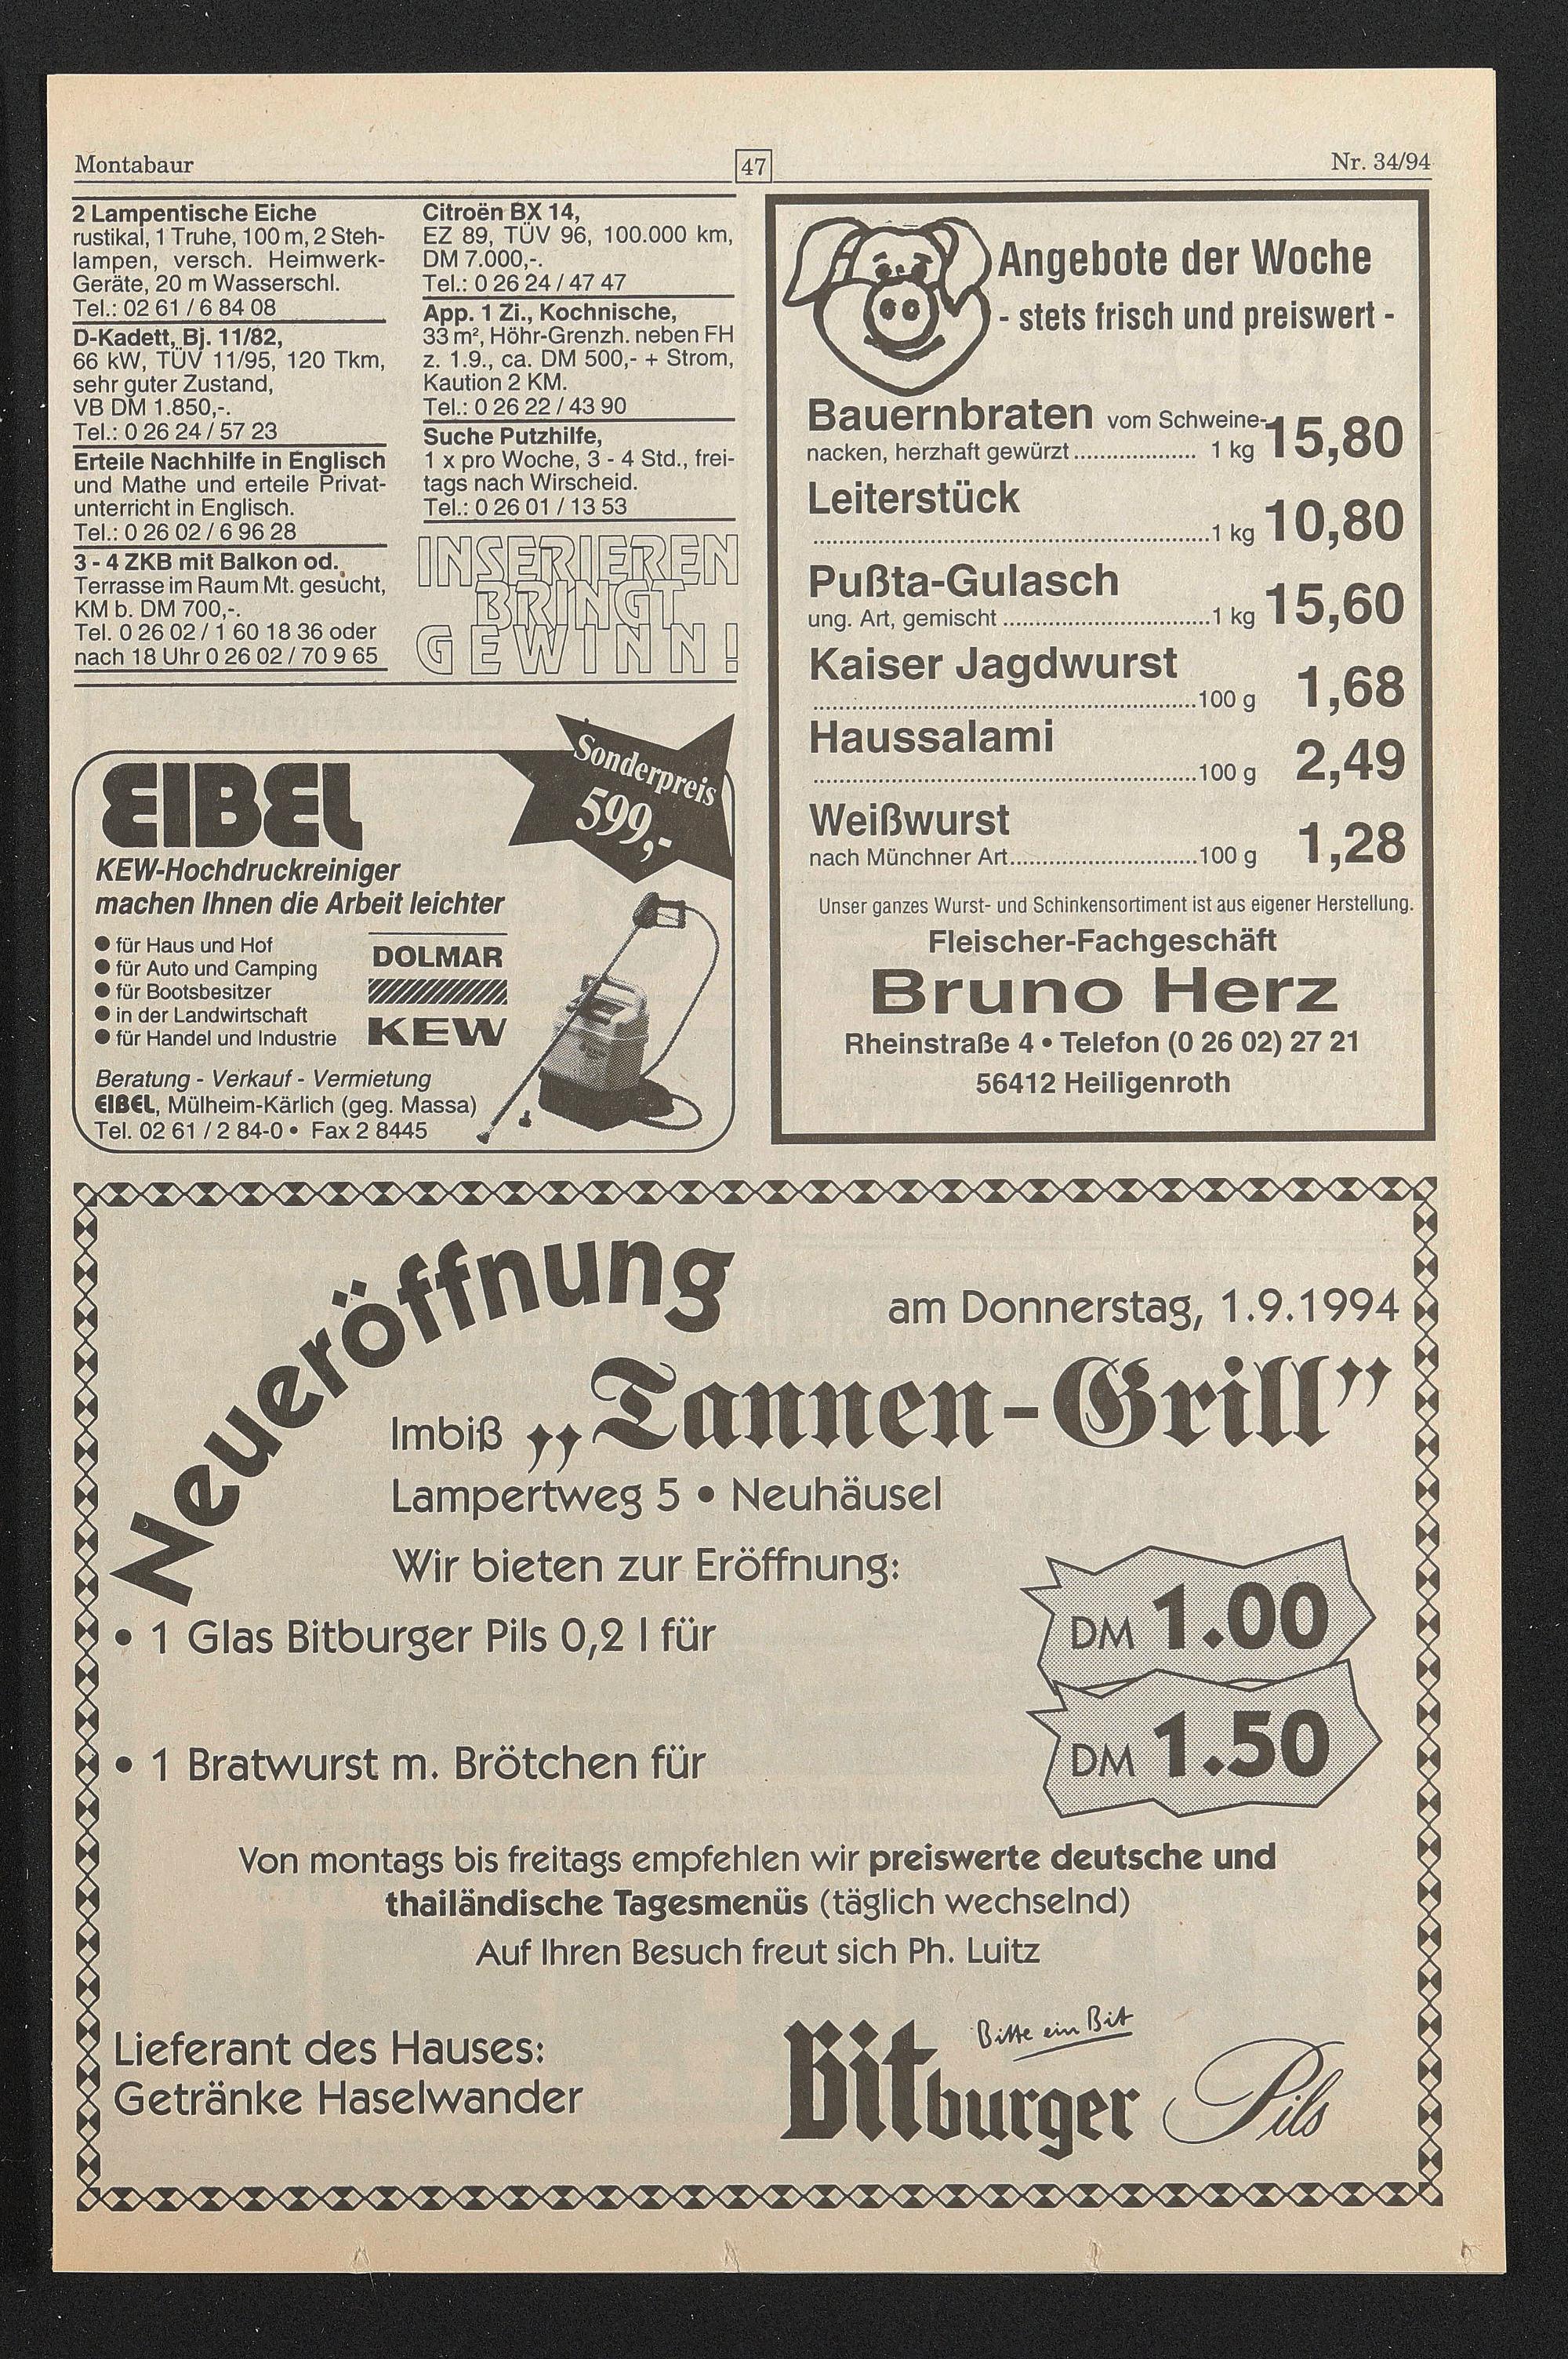 Montabaur
47
Nr. 34/94
2 Lampentische Eiche
rustikal, 1 Truhe, 100 m, 2 Steh-
lampen, versch. Heimwerk-
Geräte, 20 m Wasserschl.
Tel.: 02 61 / 6 84 08
D-Kadett, Bj. 11/82,
66 kW, TÜV 11/95, 120 Tkm,
sehr guter Zustand,
VB DM 1.850,-.
Tel.: 0 26 24 / 57 23
Erteile Nachhilfe in Englisch
und Mathe und erteile Privat-
unterricht in Englisch.
Tel.: 0 26 02 / 6 96 28
3 - 4 ZKB mit Balkon od.
Terrasse im Raum Mt. gesucht,
KM b. DM 700,-.
Tel. 0 26 02 / 1 60 18 36 oder
nach 18 Uhr 0 26 02 / 70 9 65
Citroën BX 14,
EZ 89, TÜV 96, 100.000 km,
DM 7.000,-.
Tel.: 0 26 24 / 47 47
App. 1 Zi., Kochnische,
33 m², Höhr-Grenzh. neben FH
z. 1.9., ca. DM 500,- + Strom,
Kaution 2 KM.
Tel.: 0 26 22 / 43 90
Suche Putzhilfe,
1 x pro Woche, 3 - 4 Std., frei-
tags nach Wirscheid.
Tel.: 0 26 01 / 13 53
INSERIEREN
BRINGT
GEWINN!
Angebote der Woche
- stets frisch und preiswert -
Bauernbraten vom Schweine-
nacken, herzhaft gewürzt ................... 1 kg 15,80
Leiterstück
.............................................................1 kg 10,80
Pußta-Gulasch
ung. Art, gemischt ................................1 kg 15,60
Kaiser Jagdwurst
...........................................................100 g 1,68
Haussalami
...........................................................100 g 2,49
Weißwurst
nach Münchner Art.............................100 g 1,28
Unser ganzes Wurst- und Schinkensortiment ist aus eigener Herstellung.
Fleischer-Fachgeschäft
Bruno Herz
Rheinstraße 4 • Telefon (0 26 02) 27 21
56412 Heiligenroth
EIBEL
Sonderpreis
599,-
KEW-Hochdruckreiniger
machen Ihnen die Arbeit leichter
● für Haus und Hof
● für Auto und Camping
● für Bootsbesitzer
● in der Landwirtschaft
● für Handel und Industrie
DOLMAR
KEW
Beratung - Verkauf - Vermietung
EIBEL, Mülheim-Kärlich (geg. Massa)
Tel. 02 61 / 2 84-0 • Fax 2 8445
Neueröffnung
am Donnerstag, 1.9.1994
Imbiß „Tannen-Grill”
Lampertweg 5 • Neuhäusel
Wir bieten zur Eröffnung:
• 1 Glas Bitburger Pils 0,2 l für
DM 1.00
• 1 Bratwurst m. Brötchen für
DM 1.50
Von montags bis freitags empfehlen wir preiswerte deutsche und
thailändische Tagesmenüs (täglich wechselnd)
Auf Ihren Besuch freut sich Ph. Luitz
Lieferant des Hauses:
Getränke Haselwander
Bitte ein Bit
Bitburger Pils